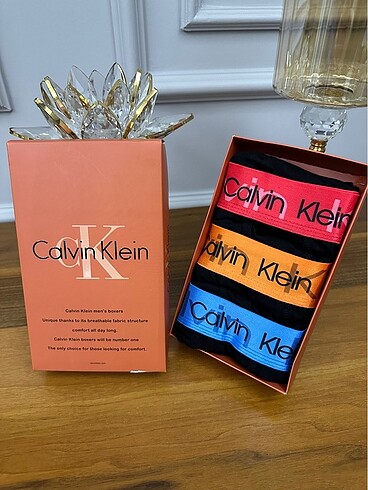 CK
Calvin Klein
Calvin Klein men's boxers
Unique thanks to its breathable fabric structure
comfort all day long.
Calvin Klein boxers will be number one
The only choice for those looking for comfort.
Calvin Klein
Calvin Klein
Calvin Kle